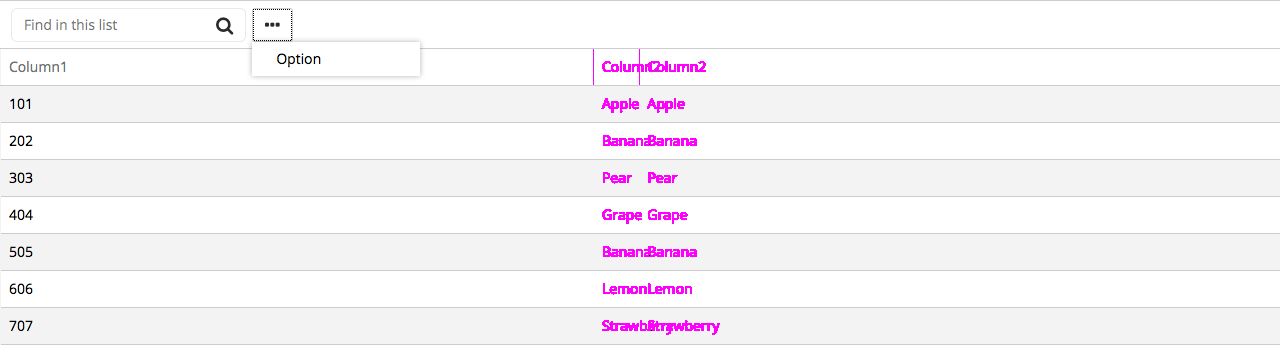 Find in this list
Option
Column1 Column2 Column2
101 Apple Apple
202 Banana Banana
303 Pear Pear
404 Grape Grape
505 Banana Banana
606 Lemon Lemon
707 Strawberry Strawberry